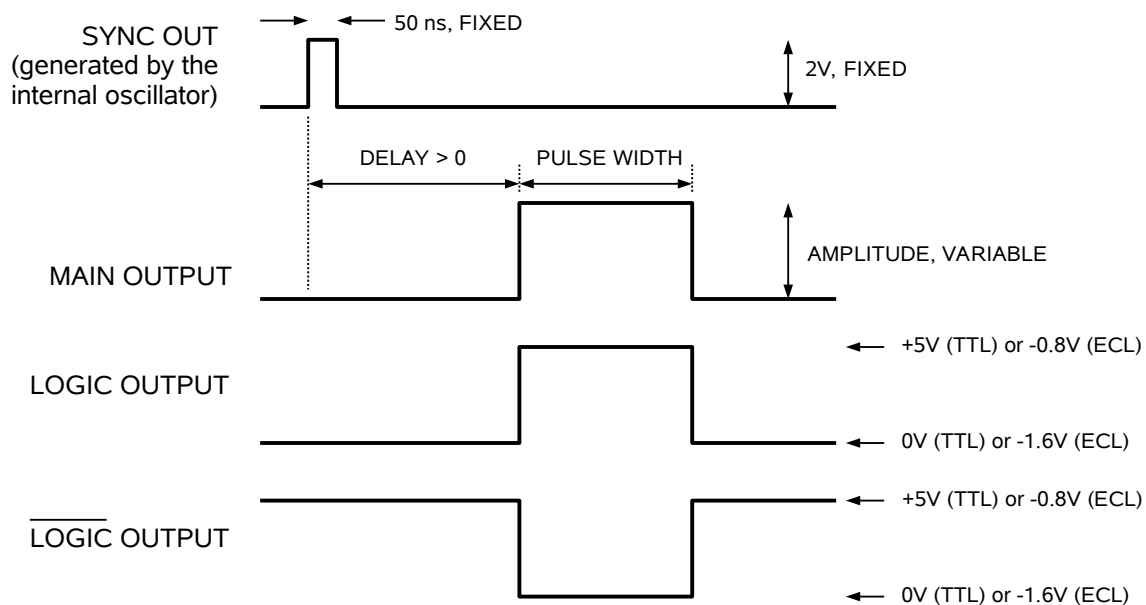 50 ns, FIXED
SYNC OUT
(generated by the
internal oscillator)
2V, FIXED
DELAY > 0
PULSE WIDTH
AMPLITUDE, VARIABLE
MAIN OUTPUT
+5V (TTL) or -0.8V (ECL)
LOGIC OUTPUT
0V (TTL) or -1.6V (ECL)
+5V (TTL) or -0.8V (ECL)
LOGIC OUTPUT
0V (TTL) or -1.6V (ECL)